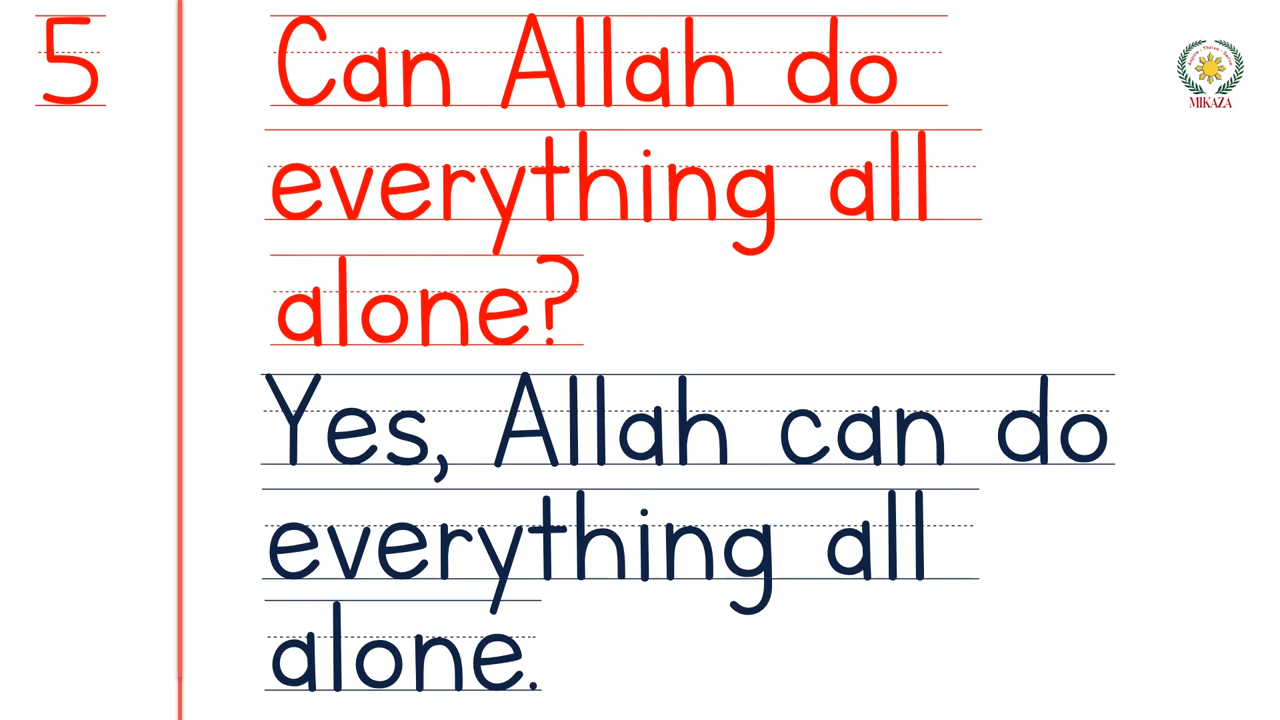 5
Can Allah do
everything all
alone?
Yes, Allah can do
everything all
alone.
MIKAZA